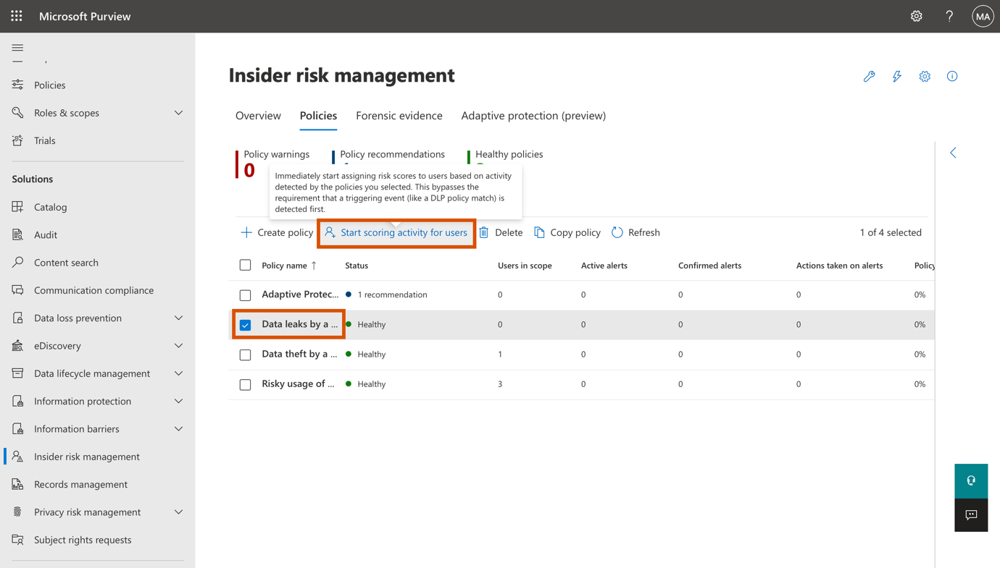 Microsoft Purview
MA
Policies
Roles & scopes
Trials
Solutions
Catalog
Audit
Content search
Communication compliance
Data loss prevention
eDiscovery
Data lifecycle management
Information protection
Information barriers
Insider risk management
Records management
Privacy risk management
Subject rights requests
Insider risk management
Overview Policies Forensic evidence Adaptive protection (preview)
Policy warnings Policy recommendations Healthy policies
0
Immediately start assigning risk scores to users based on activity
detected by the policies you selected. This bypasses the
requirement that a triggering event (like a DLP policy match) is
detected first.
Create policy Start scoring activity for users Delete Copy policy Refresh 1 of 4 selected
Policy name ↑ Status Users in scope Active alerts Confirmed alerts Actions taken on alerts Policy
Adaptive Protec... 1 recommendation 0 0 0 0 0%
Data leaks by a ... Healthy 0 0 0 0 0%
Data theft by a ... Healthy 1 0 0 0 0%
Risky usage of ... Healthy 3 0 0 0 0%